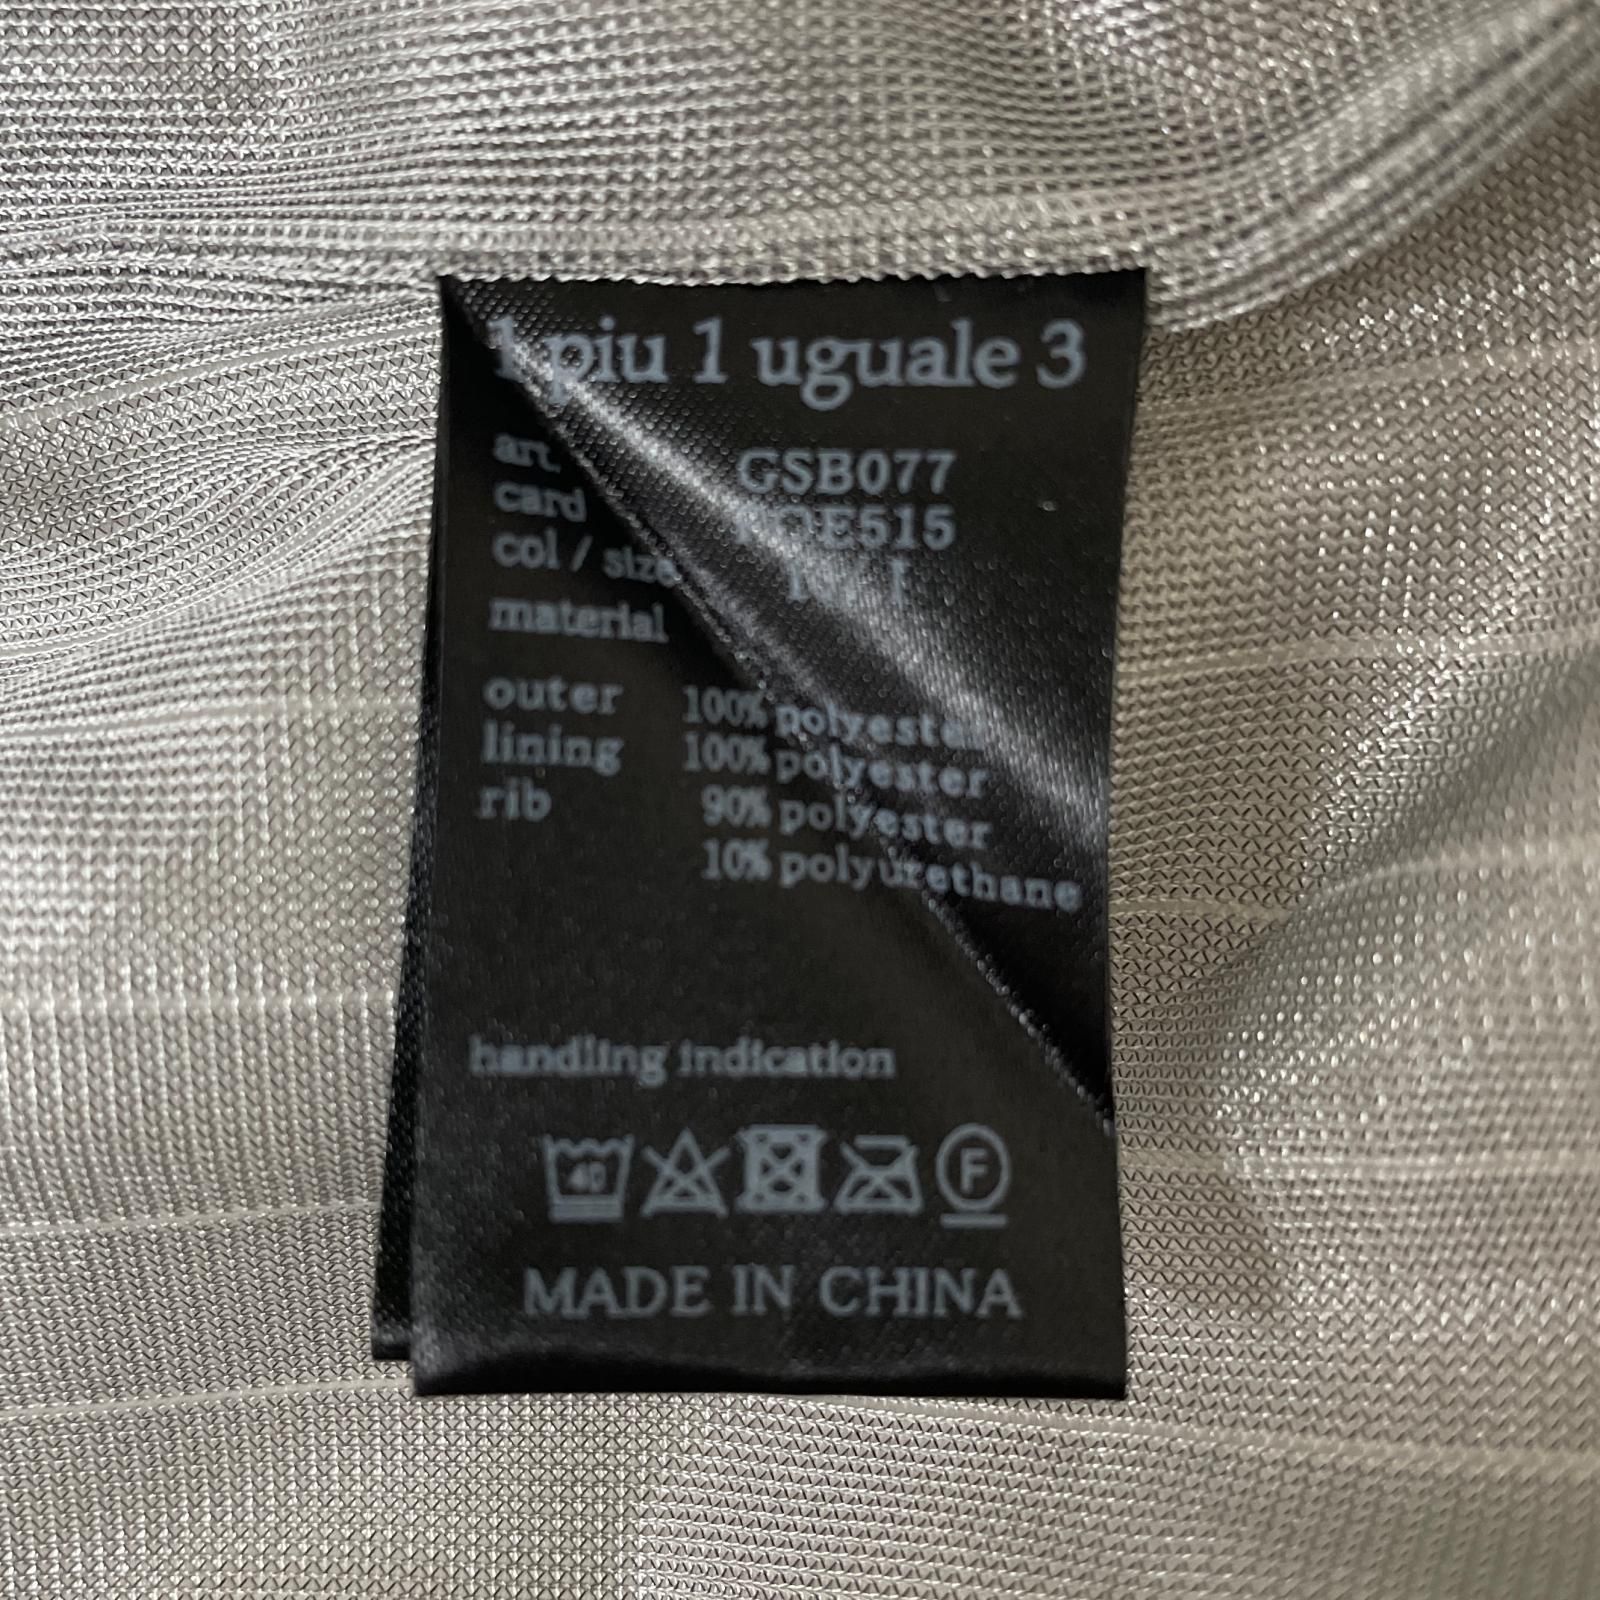 1 piu 1 uguale 3
art. GSB077
card
col / size
material
outer 100% polyester
lining 100% polyester
rib 90% polyester
10% polyurethane
handling indication
40 F
MADE IN CHINA